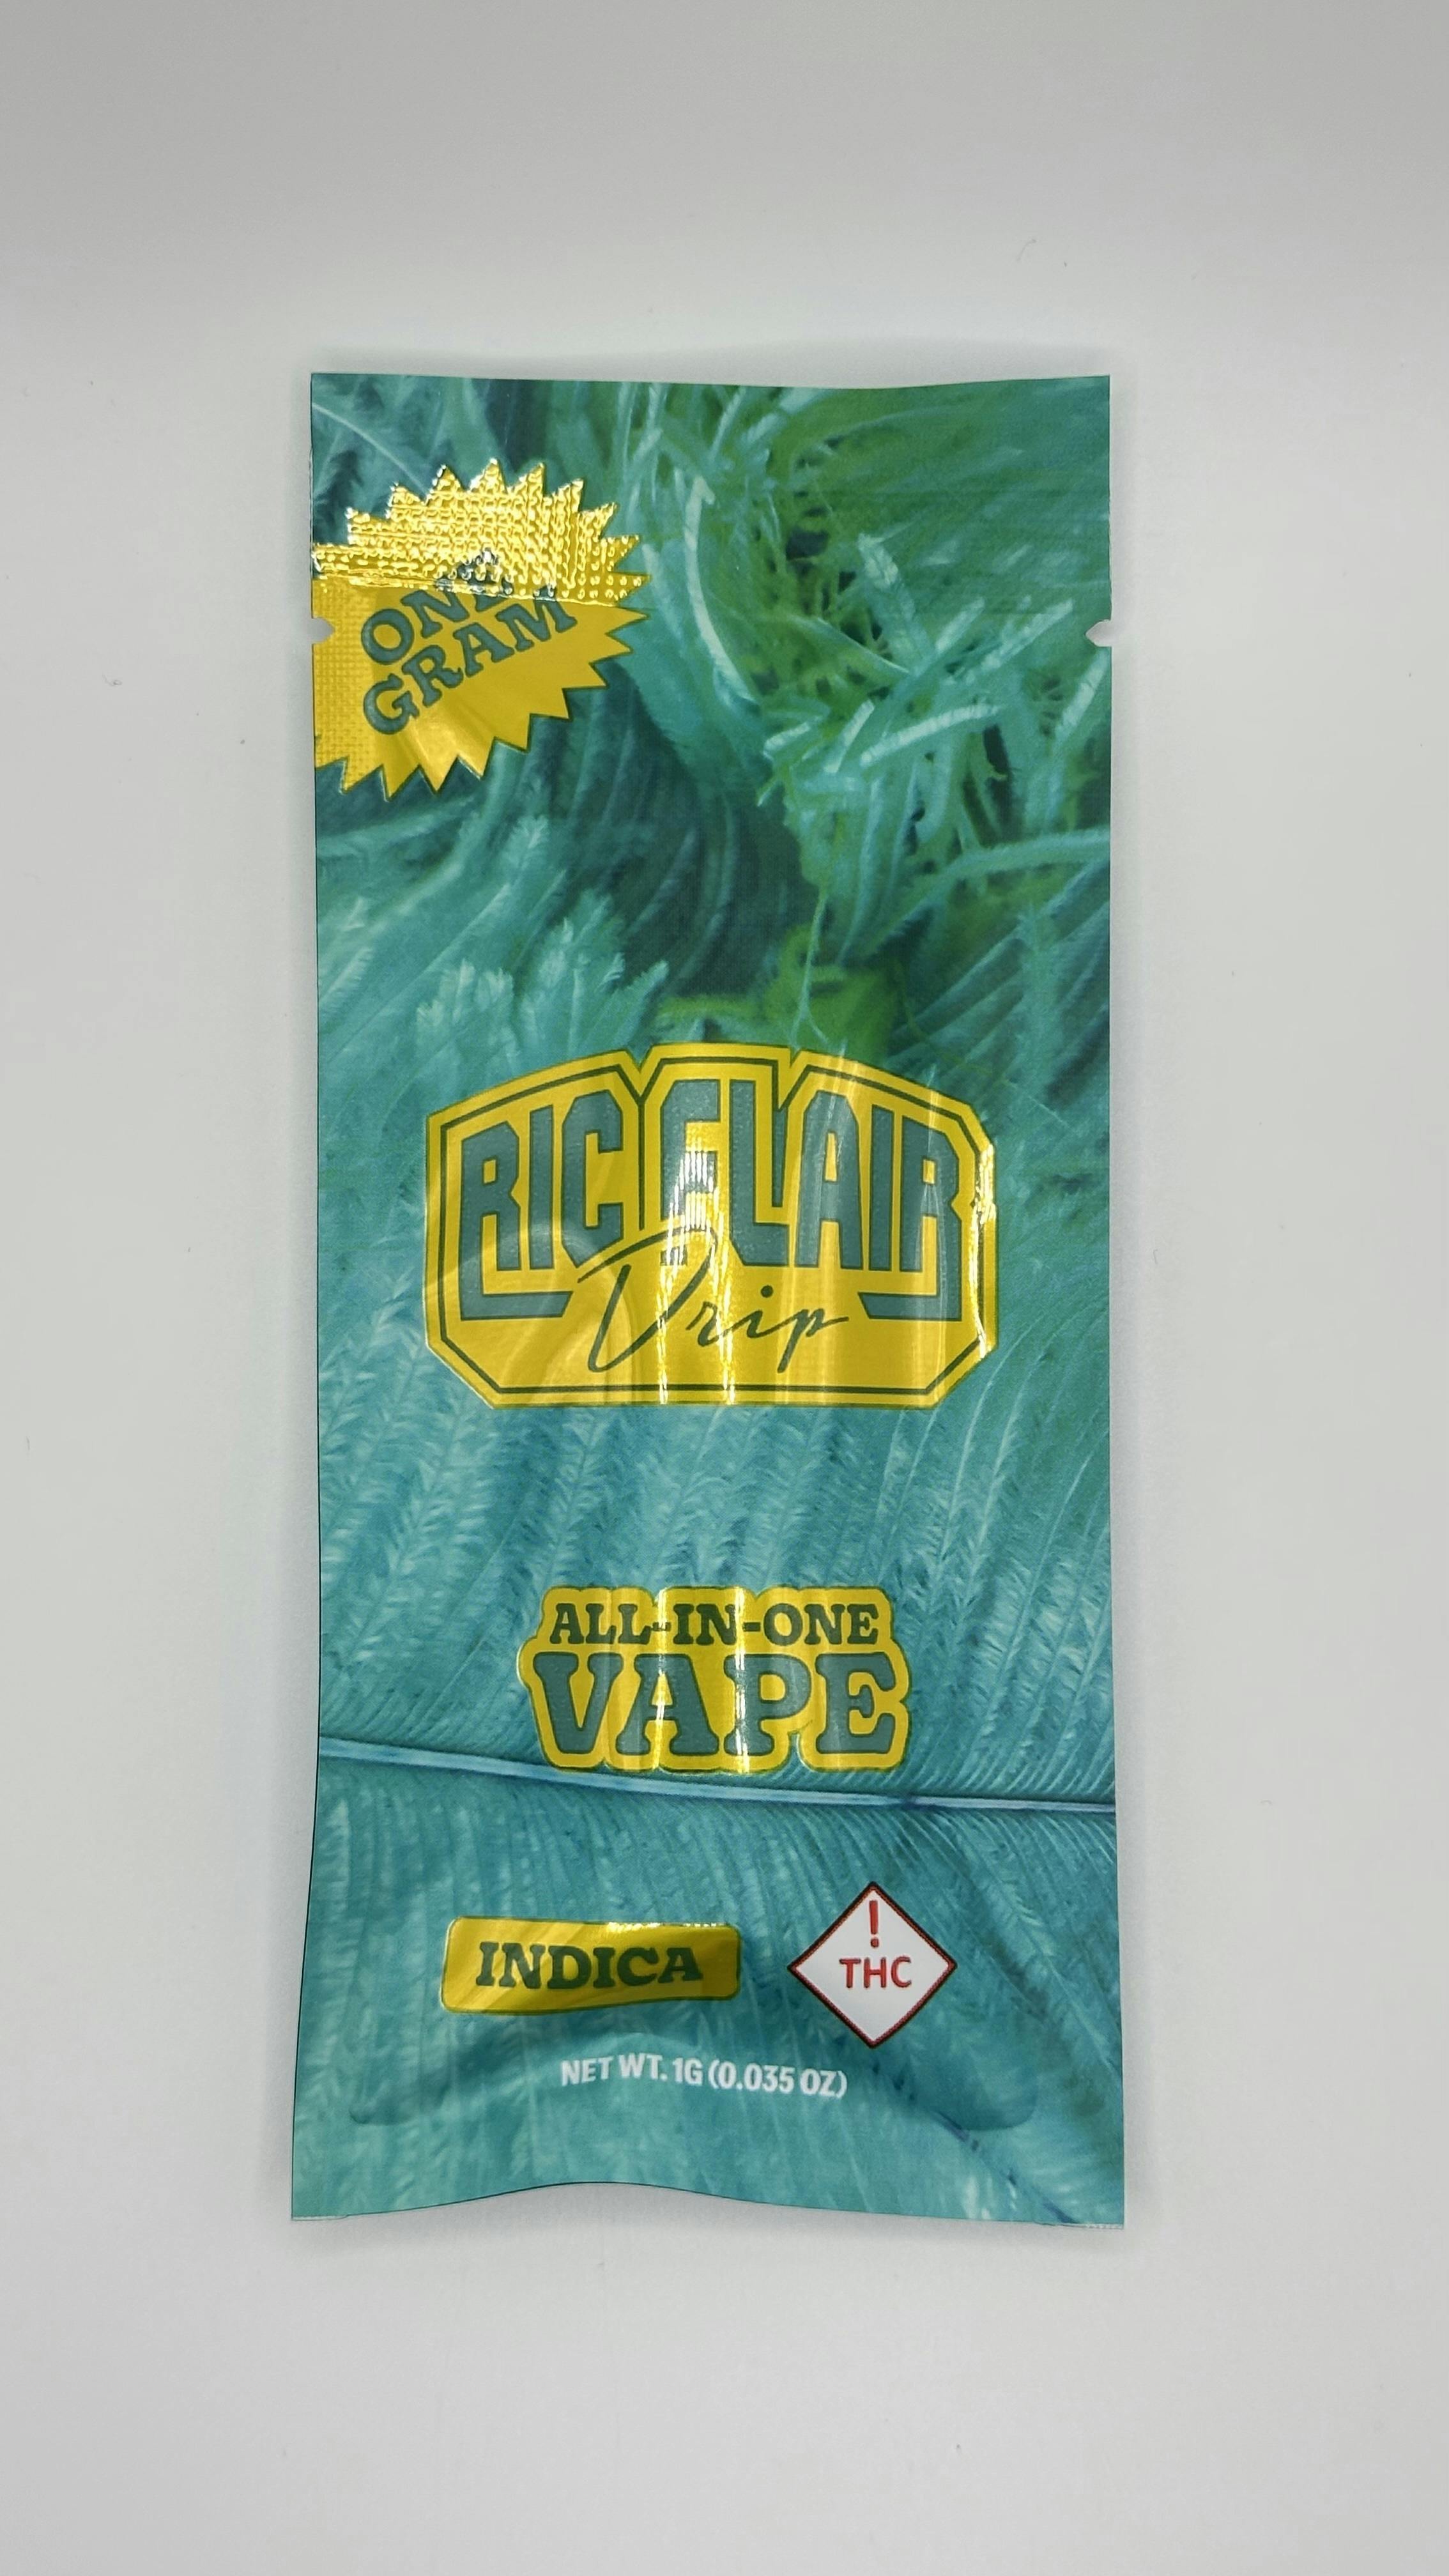 ONE
GRAM
RIC FLAIR
Drip
ALL-IN-ONE
VAPE
INDICA
!
THC
NET WT. 1G (0.035 OZ)